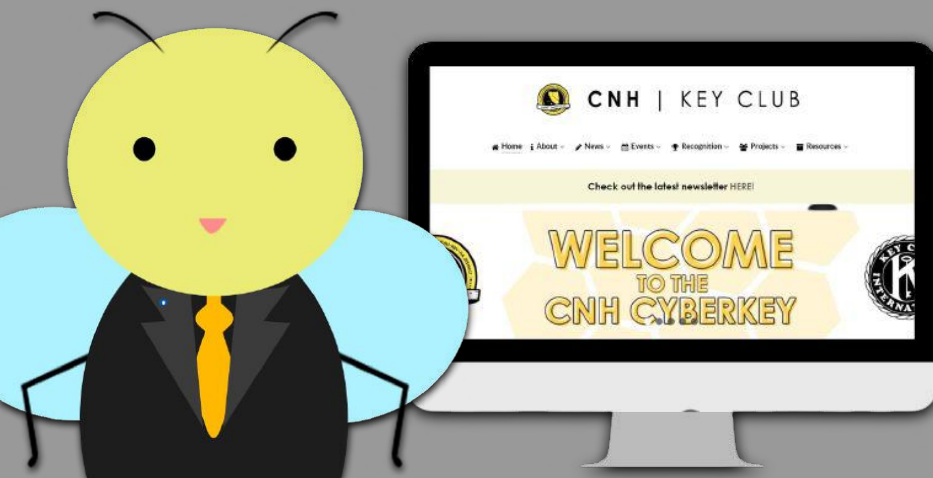 CNH | KEY CLUB
Home About News Events Recognition Projects Resources
Check out the latest newsletter HERE!
WELCOME
TO THE
CNH CYBERKEY
KEY